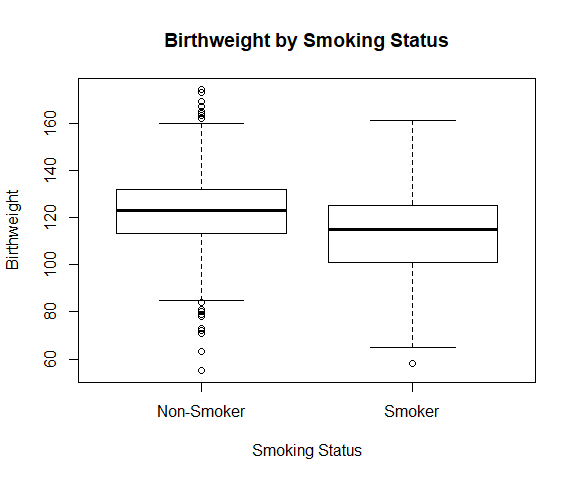 Birthweight by Smoking Status
Birthweight
160
140
120
100
80
60
Non-Smoker
Smoker
Smoking Status